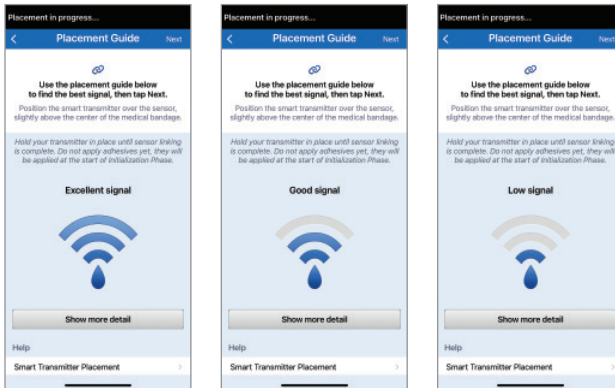 Placement in progress...
Placement Guide Next
Use the placement guide below
to find the best signal, then tap Next.
Position the smart transmitter over the sensor,
slightly above the center of the medical bandage.
Hold your transmitter in place until sensor linking
is complete. Do not apply adhesives yet, they will
be applied at the start of Initialization Phase.
Excellent signal
Show more detail
Help
Smart Transmitter Placement
Placement in progress...
Placement Guide Next
Use the placement guide below
to find the best signal, then tap Next.
Position the smart transmitter over the sensor,
slightly above the center of the medical bandage.
Hold your transmitter in place until sensor linking
is complete. Do not apply adhesives yet, they will
be applied at the start of Initialization Phase.
Good signal
Show more detail
Help
Smart Transmitter Placement
Placement in progress...
Placement Guide Next
Use the placement guide below
to find the best signal, then tap Next.
Position the smart transmitter over the sensor,
slightly above the center of the medical bandage.
Hold your transmitter in place until sensor linking
is complete. Do not apply adhesives yet, they will
be applied at the start of Initialization Phase.
Low signal
Show more detail
Help
Smart Transmitter Placement